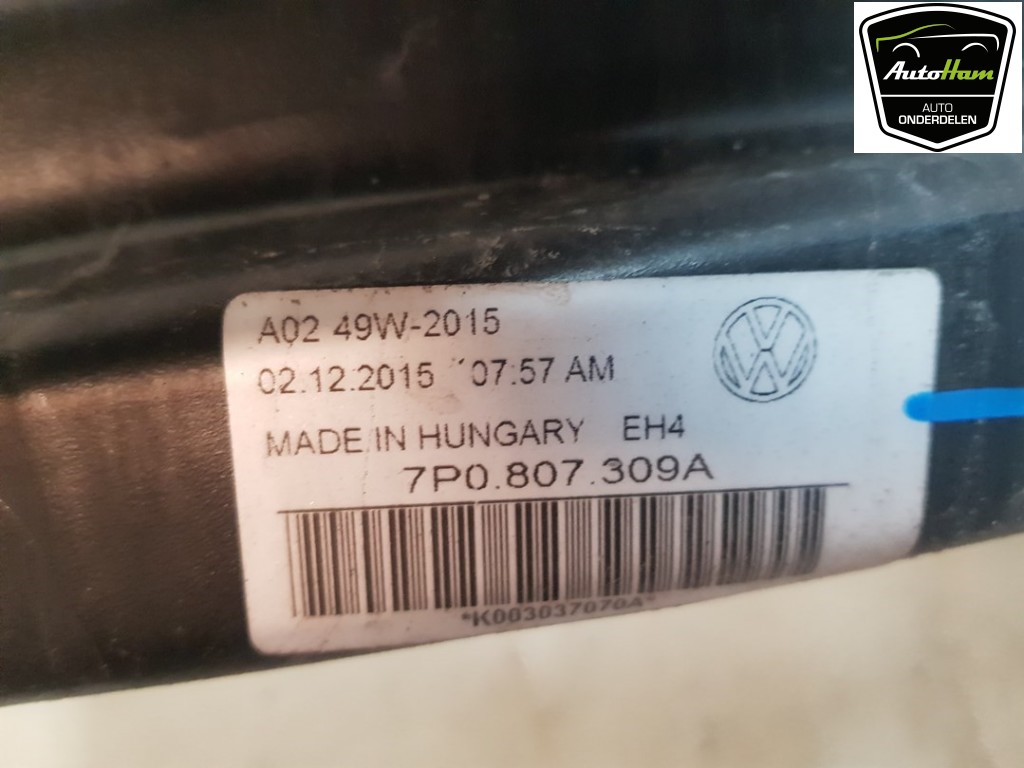 AutoHam
AUTO
ONDERDELEN
A02 49W-2015
02.12.2015 07:57 AM
MADE IN HUNGARY EH4
7P0.807.309A
*K003037070A*